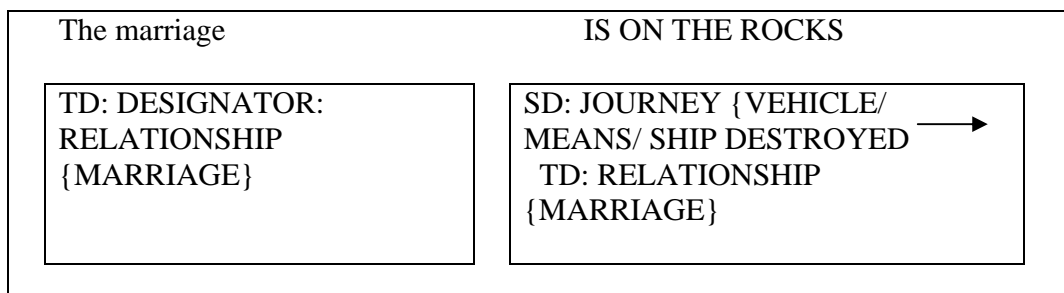 The marriage IS ON THE ROCKS
TD: DESIGNATOR:
RELATIONSHIP
{MARRIAGE}
SD: JOURNEY {VEHICLE/
MEANS/ SHIP DESTROYED
TD: RELATIONSHIP
{MARRIAGE}